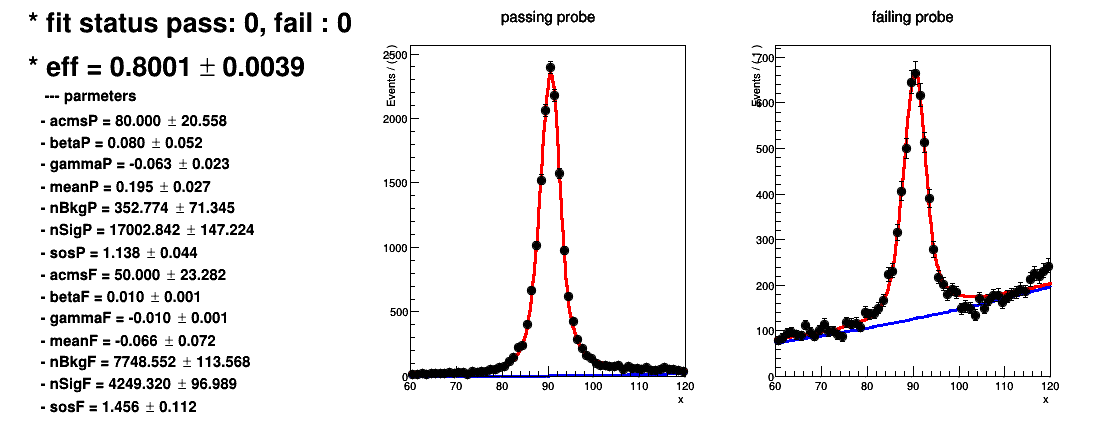 * fit status pass: 0, fail : 0
* eff = 0.8001 ± 0.0039
--- parmeters
- acmsP = 80.000 ± 20.558
- betaP = 0.080 ± 0.052
- gammaP = -0.063 ± 0.023
- meanP = 0.195 ± 0.027
- nBkgP = 352.774 ± 71.345
- nSigP = 17002.842 ± 147.224
- sosP = 1.138 ± 0.044
- acmsF = 50.000 ± 23.282
- betaF = 0.010 ± 0.001
- gammaF = -0.010 ± 0.001
- meanF = -0.066 ± 0.072
- nBkgF = 7748.552 ± 113.568
- nSigF = 4249.320 ± 96.989
- sosF = 1.456 ± 0.112
passing probe
Events / ( 1 )
2500
2000
1500
1000
500
0
60 70 80 90 100 110 120
x
failing probe
Events / ( 1 )
700
600
500
400
300
200
100
0
60 70 80 90 100 110 120
x